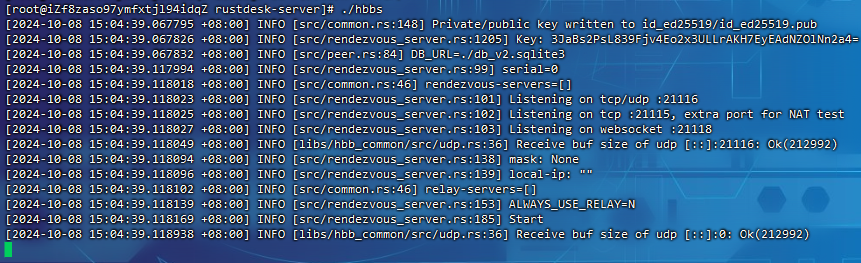 [root@iZf8zaso97ymfxtjl94idqZ rustdesk-server]# ./hbbs
[2024-10-08 15:04:39.067795 +08:00] INFO [src/common.rs:148] Private/public key written to id_ed25519/id_ed25519.pub
[2024-10-08 15:04:39.067826 +08:00] INFO [src/rendezvous_server.rs:1205] Key: 3JaBs2PsL839Fjv4Eo2x3ULLrAKH7EyEAdNZOlNn2a4=
[2024-10-08 15:04:39.067832 +08:00] INFO [src/peer.rs:84] DB_URL=./db_v2.sqlite3
[2024-10-08 15:04:39.117994 +08:00] INFO [src/rendezvous_server.rs:99] serial=0
[2024-10-08 15:04:39.118018 +08:00] INFO [src/common.rs:46] rendezvous-servers=[]
[2024-10-08 15:04:39.118023 +08:00] INFO [src/rendezvous_server.rs:101] Listening on tcp/udp :21116
[2024-10-08 15:04:39.118025 +08:00] INFO [src/rendezvous_server.rs:102] Listening on tcp :21115, extra port for NAT test
[2024-10-08 15:04:39.118027 +08:00] INFO [src/rendezvous_server.rs:103] Listening on websocket :21118
[2024-10-08 15:04:39.118049 +08:00] INFO [libs/hbb_common/src/udp.rs:36] Receive buf size of udp [::]:21116: Ok(212992)
[2024-10-08 15:04:39.118094 +08:00] INFO [src/rendezvous_server.rs:138] mask: None
[2024-10-08 15:04:39.118096 +08:00] INFO [src/rendezvous_server.rs:139] local-ip: ""
[2024-10-08 15:04:39.118102 +08:00] INFO [src/common.rs:46] relay-servers=[]
[2024-10-08 15:04:39.118139 +08:00] INFO [src/rendezvous_server.rs:153] ALWAYS_USE_RELAY=N
[2024-10-08 15:04:39.118169 +08:00] INFO [src/rendezvous_server.rs:185] Start
[2024-10-08 15:04:39.118938 +08:00] INFO [libs/hbb_common/src/udp.rs:36] Receive buf size of udp [::]:0: Ok(212992)